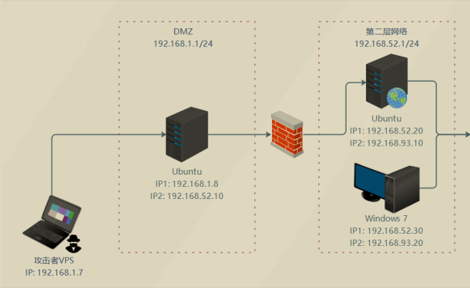 DMZ
192.168.1.1/24
第二层网络
192.168.52.1/24
Ubuntu
IP1: 192.168.1.8
IP2: 192.168.52.10
Ubuntu
IP1: 192.168.52.20
IP2: 192.168.93.10
Windows 7
IP1: 192.168.52.30
IP2: 192.168.93.20
攻击者VPS
IP: 192.168.1.7